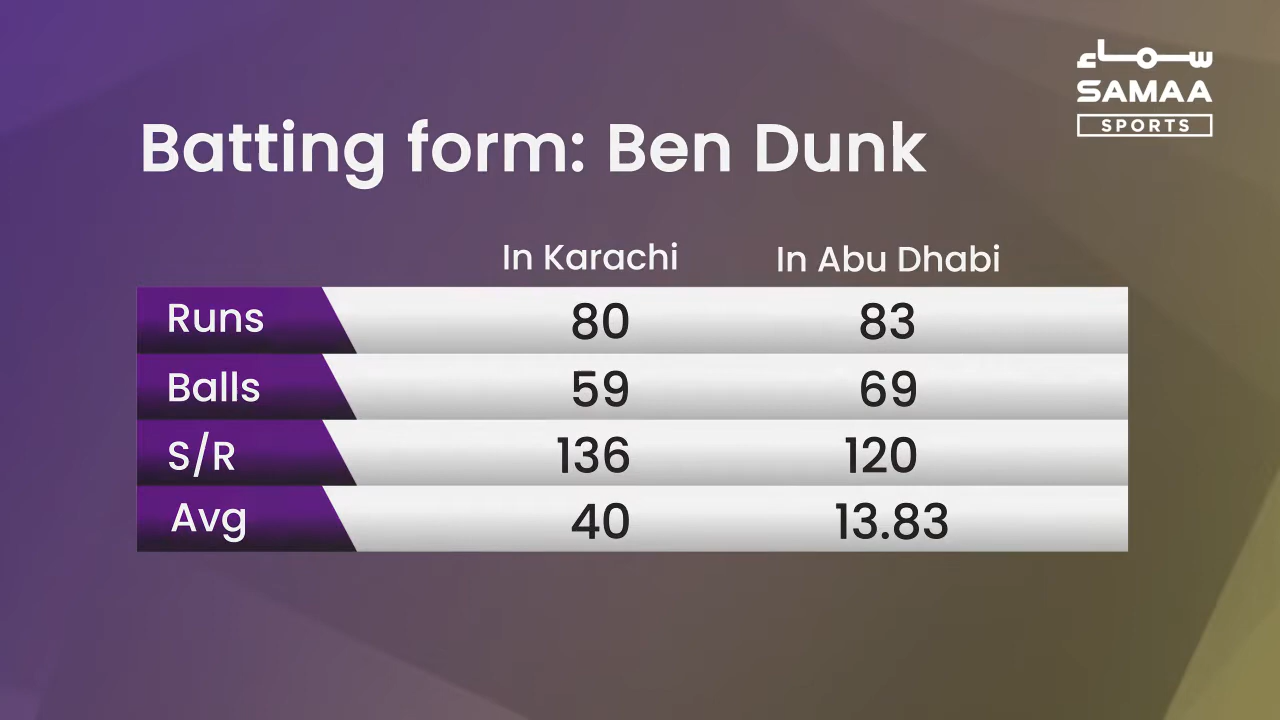 سماء
SAMAA
SPORTS
Batting form: Ben Dunk
In Karachi In Abu Dhabi
Runs 80 83
Balls 59 69
S/R 136 120
Avg 40 13.83